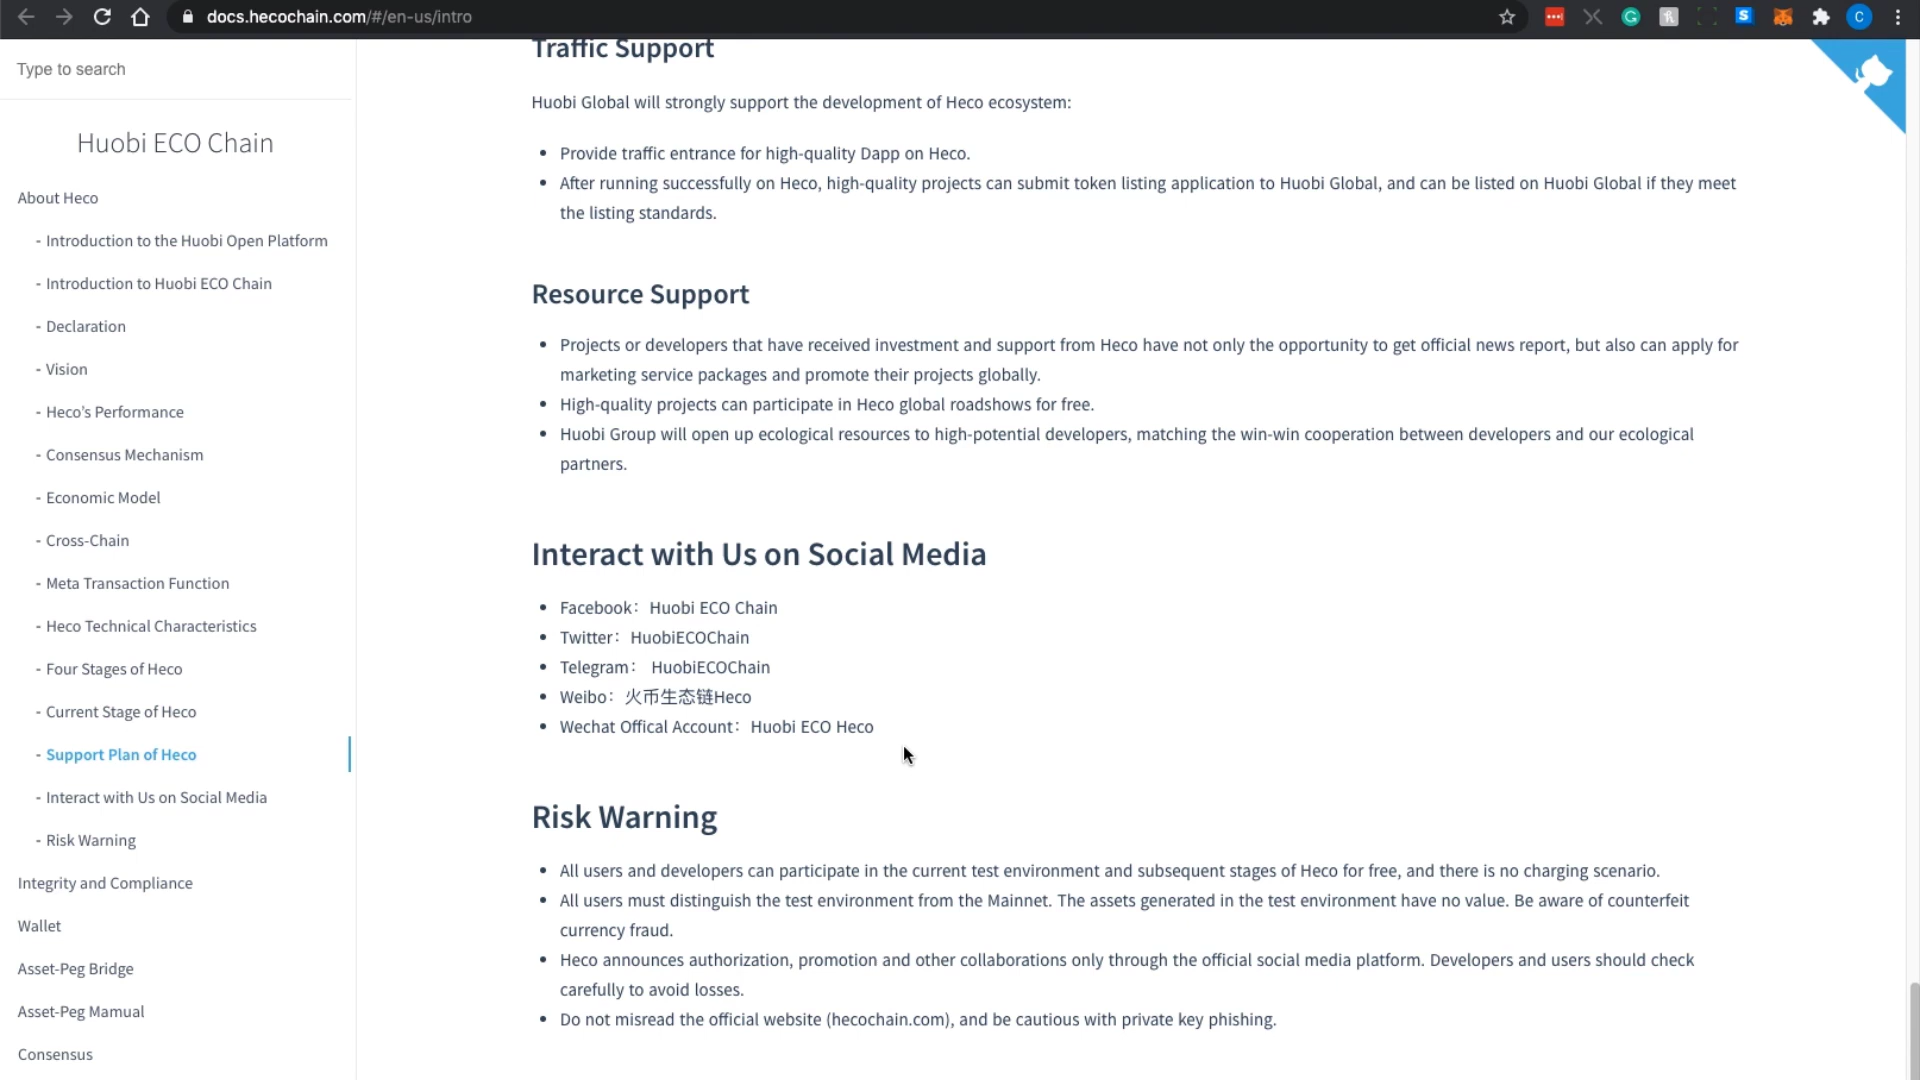 docs.hecochain.com/#/en-us/intro
C
Type to search
Huobi ECO Chain
About Heco
- Introduction to the Huobi Open Platform
- Introduction to Huobi ECO Chain
- Declaration
- Vision
- Heco's Performance
- Consensus Mechanism
- Economic Model
- Cross-Chain
- Meta Transaction Function
- Heco Technical Characteristics
- Four Stages of Heco
- Current Stage of Heco
- Support Plan of Heco
- Interact with Us on Social Media
- Risk Warning
Integrity and Compliance
Wallet
Asset-Peg Bridge
Asset-Peg Mamual
Consensus
Traffic Support
Huobi Global will strongly support the development of Heco ecosystem:
• Provide traffic entrance for high-quality Dapp on Heco.
• After running successfully on Heco, high-quality projects can submit token listing application to Huobi Global, and can be listed on Huobi Global if they meet
the listing standards.
Resource Support
• Projects or developers that have received investment and support from Heco have not only the opportunity to get official news report, but also can apply for
marketing service packages and promote their projects globally.
• High-quality projects can participate in Heco global roadshows for free.
• Huobi Group will open up ecological resources to high-potential developers, matching the win-win cooperation between developers and our ecological
partners.
Interact with Us on Social Media
• Facebook：Huobi ECO Chain
• Twitter：HuobiECOChain
• Telegram： HuobiECOChain
• Weibo：火币生态链Heco
• Wechat Offical Account：Huobi ECO Heco
Risk Warning
• All users and developers can participate in the current test environment and subsequent stages of Heco for free, and there is no charging scenario.
• All users must distinguish the test environment from the Mainnet. The assets generated in the test environment have no value. Be aware of counterfeit
currency fraud.
• Heco announces authorization, promotion and other collaborations only through the official social media platform. Developers and users should check
carefully to avoid losses.
• Do not misread the official website (hecochain.com), and be cautious with private key phishing.